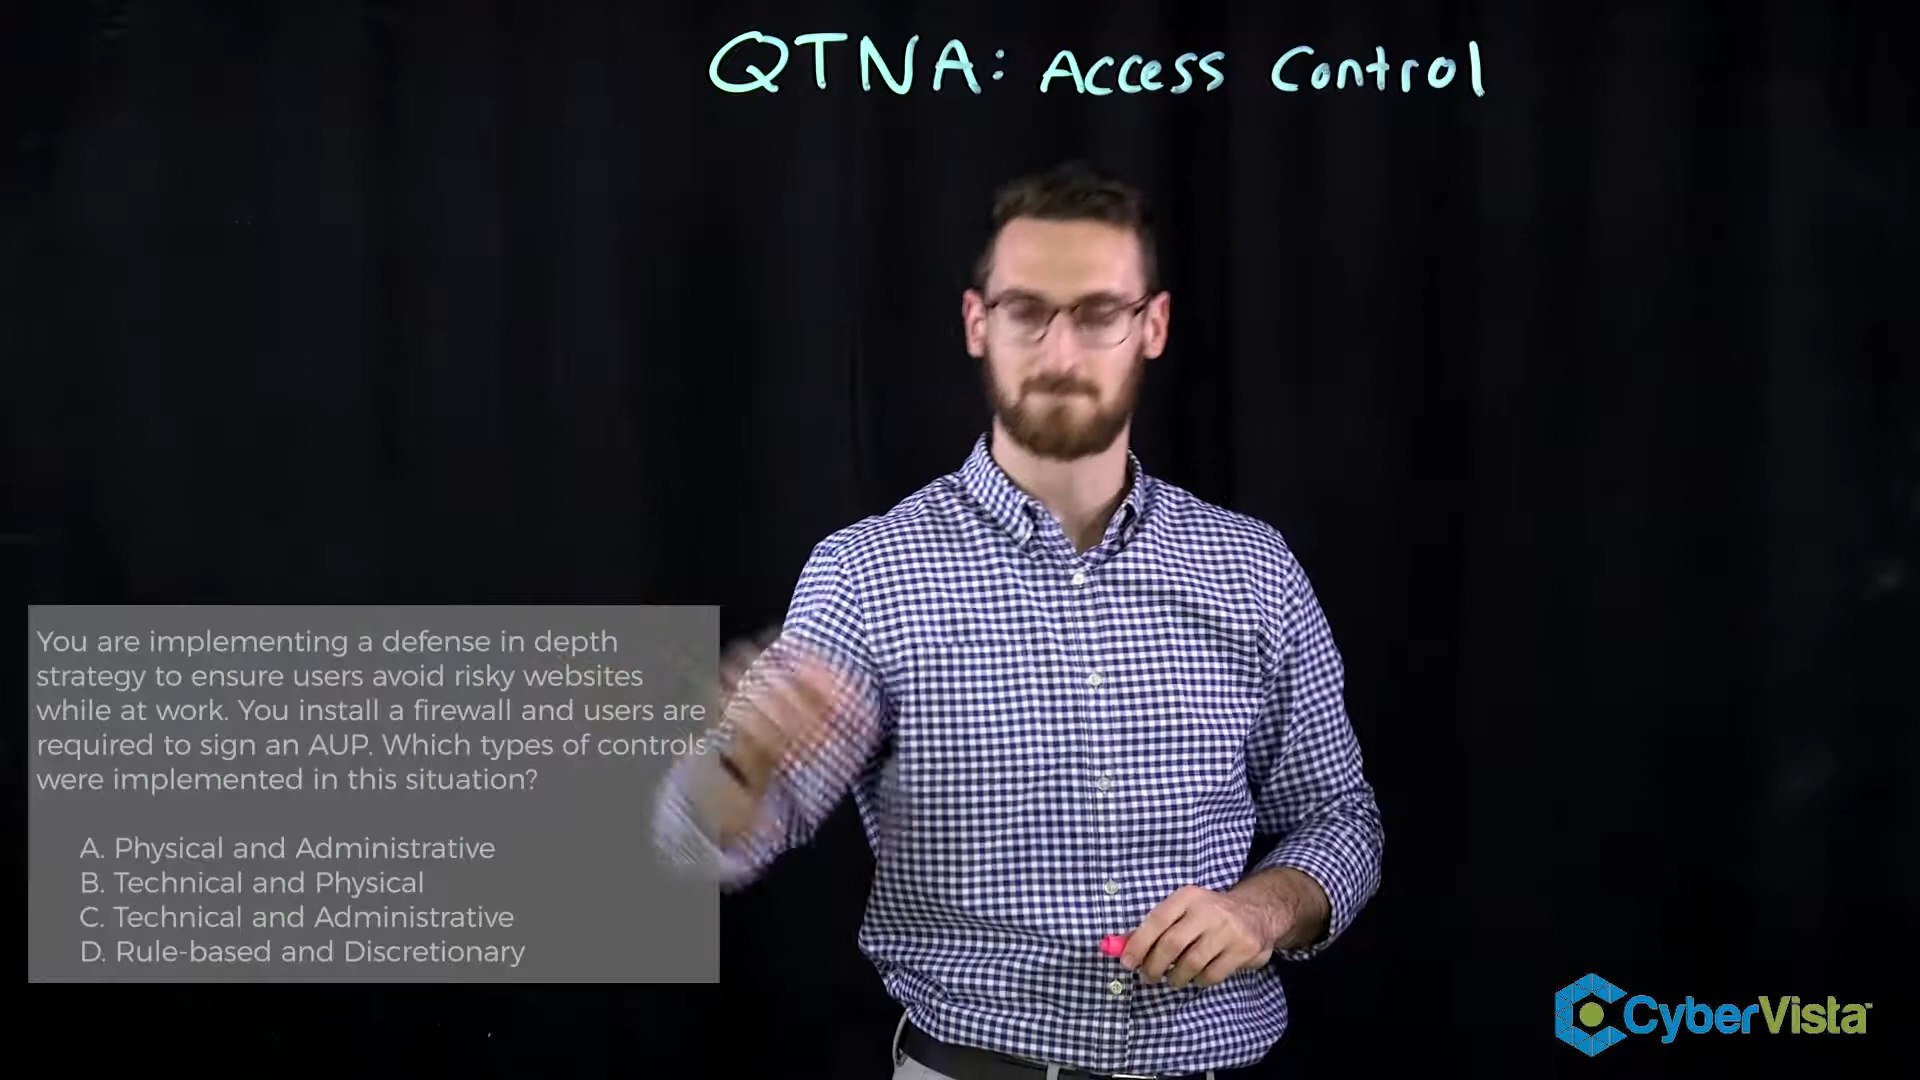 QTNA: Access Control
You are implementing a defense in depth
strategy to ensure users avoid risky websites
while at work. You install a firewall and users are
required to sign an AUP. Which types of controls
were implemented in this situation?
A. Physical and Administrative
B. Technical and Physical
C. Technical and Administrative
D. Rule-based and Discretionary
CyberVista™